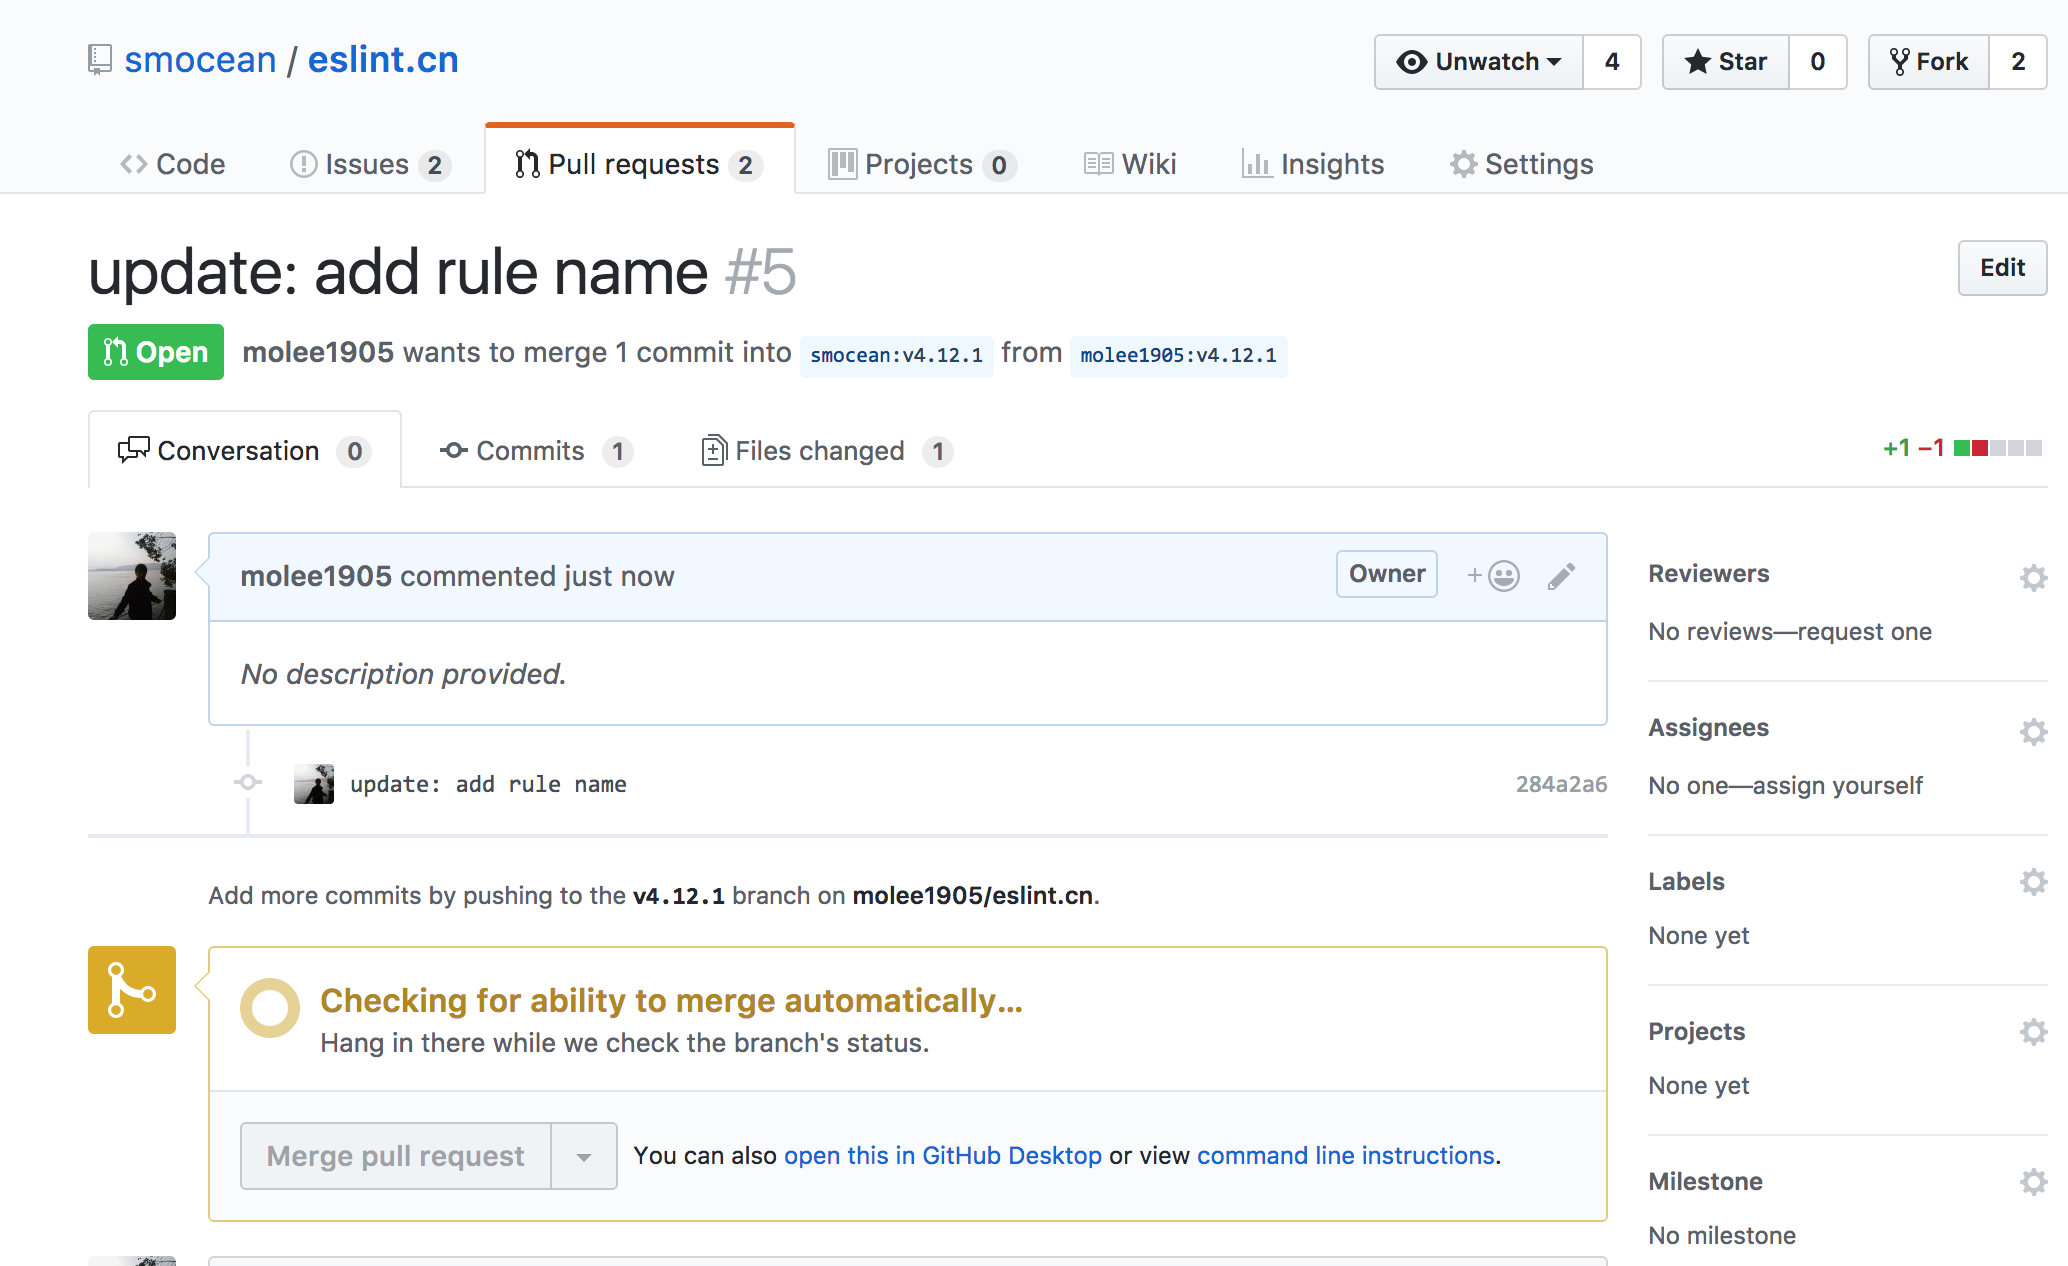 smocean / eslint.cn
Unwatch 4 Star 0 Fork 2
Code Issues 2 Pull requests 2 Projects 0 Wiki Insights Settings
update: add rule name #5
Edit
Open molee1905 wants to merge 1 commit into smocean:v4.12.1 from molee1905:v4.12.1
Conversation 0 Commits 1 Files changed 1 +1 −1
molee1905 commented just now Owner +
No description provided.
update: add rule name 284a2a6
Add more commits by pushing to the v4.12.1 branch on molee1905/eslint.cn.
Checking for ability to merge automatically…
Hang in there while we check the branch's status.
Merge pull request You can also open this in GitHub Desktop or view command line instructions.
Reviewers
No reviews—request one
Assignees
No one—assign yourself
Labels
None yet
Projects
None yet
Milestone
No milestone